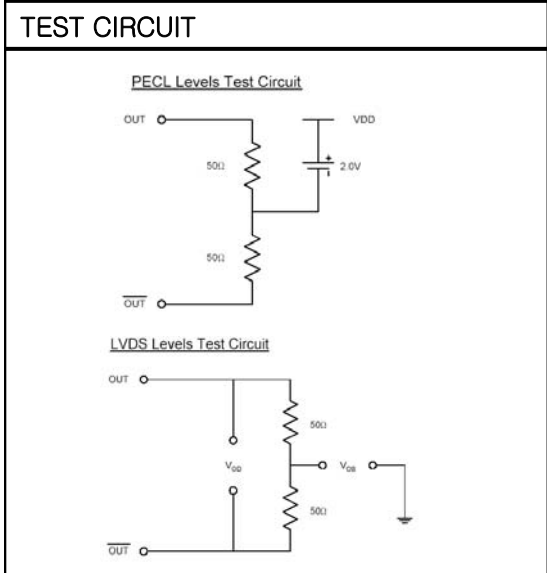 TEST CIRCUIT
PECL Levels Test Circuit
OUT
VDD
50Ω
2.0V
50Ω
OUT
LVDS Levels Test Circuit
OUT
50Ω
VOD
VOS
50Ω
OUT